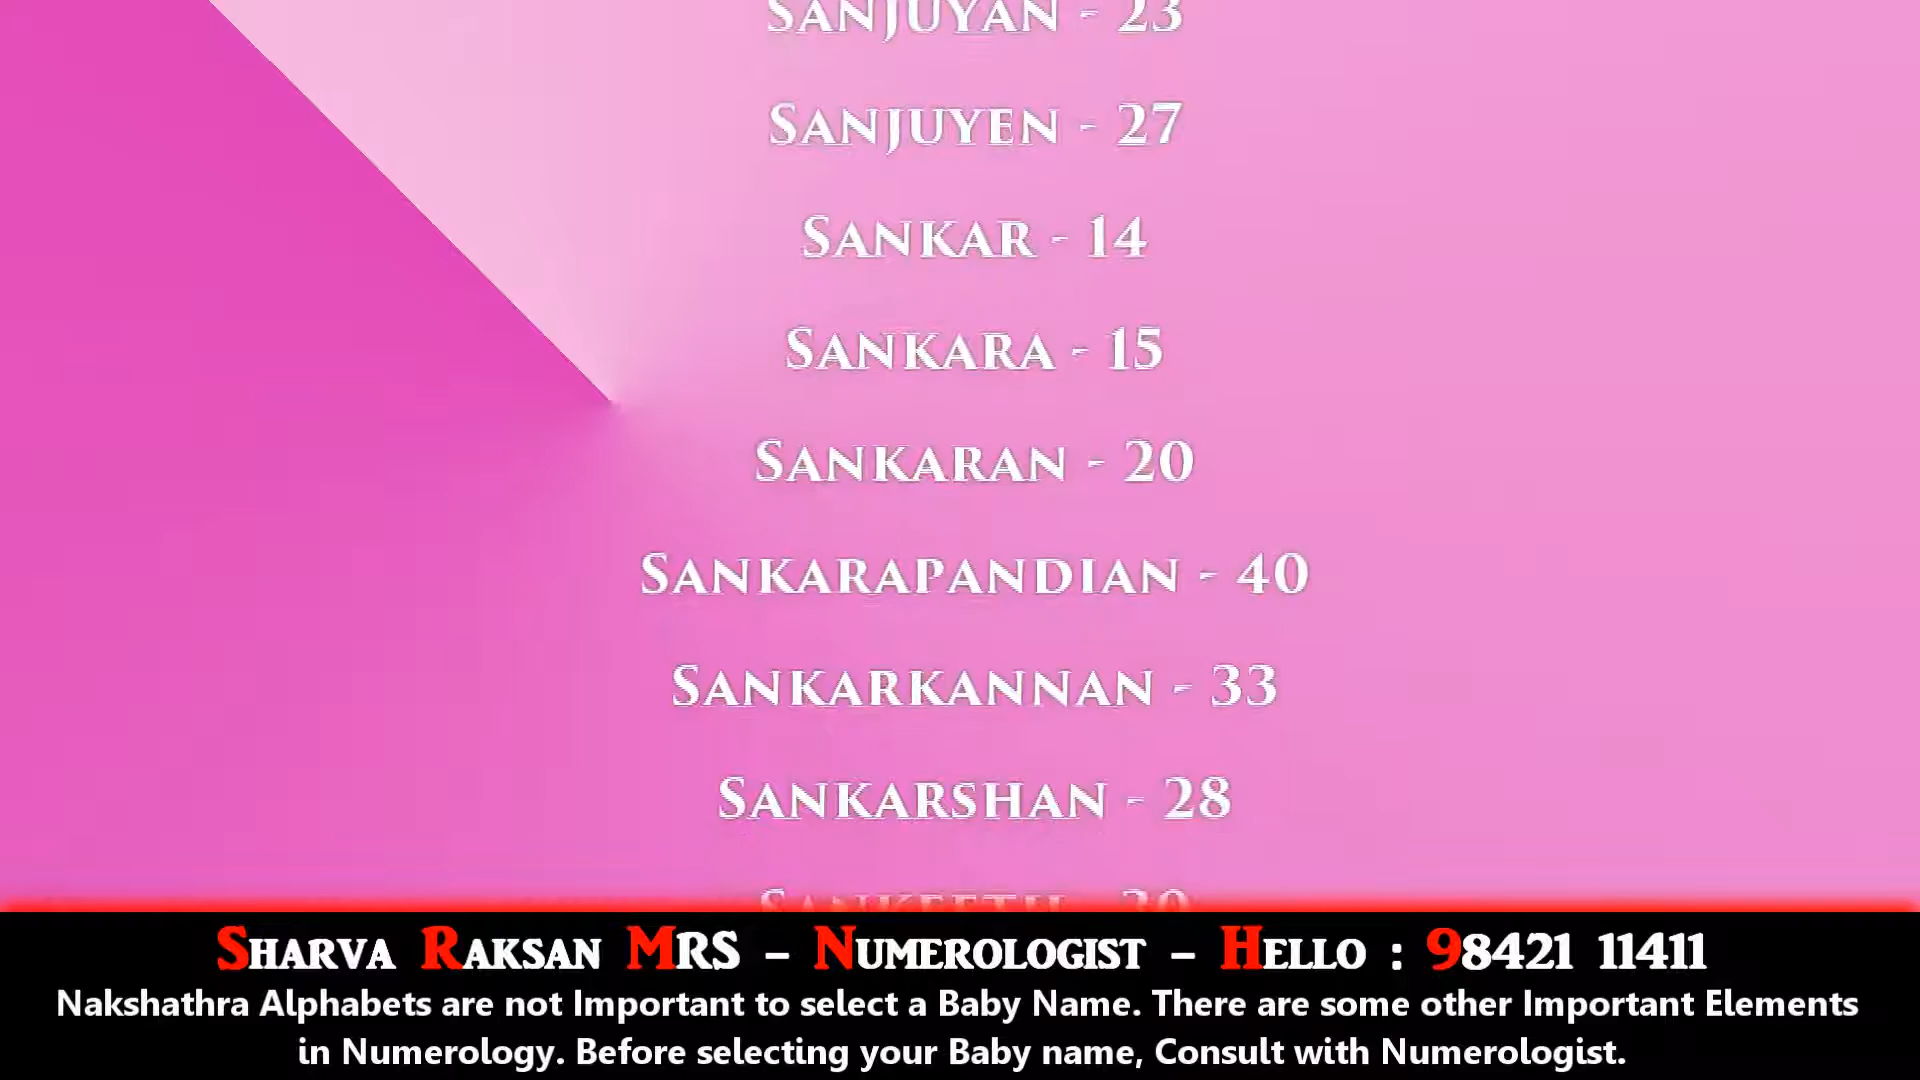 Sanjuyan - 23
Sanjuyen - 27
Sankar - 14
Sankara - 15
Sankaran - 20
Sankarapandian - 40
Sankarkannan - 33
Sankarshan - 28
Sharva Raksan MRS – Numerologist – Hello : 98421 11411
Nakshathra Alphabets are not Important to select a Baby Name. There are some other Important Elements
in Numerology. Before selecting your Baby name, Consult with Numerologist.